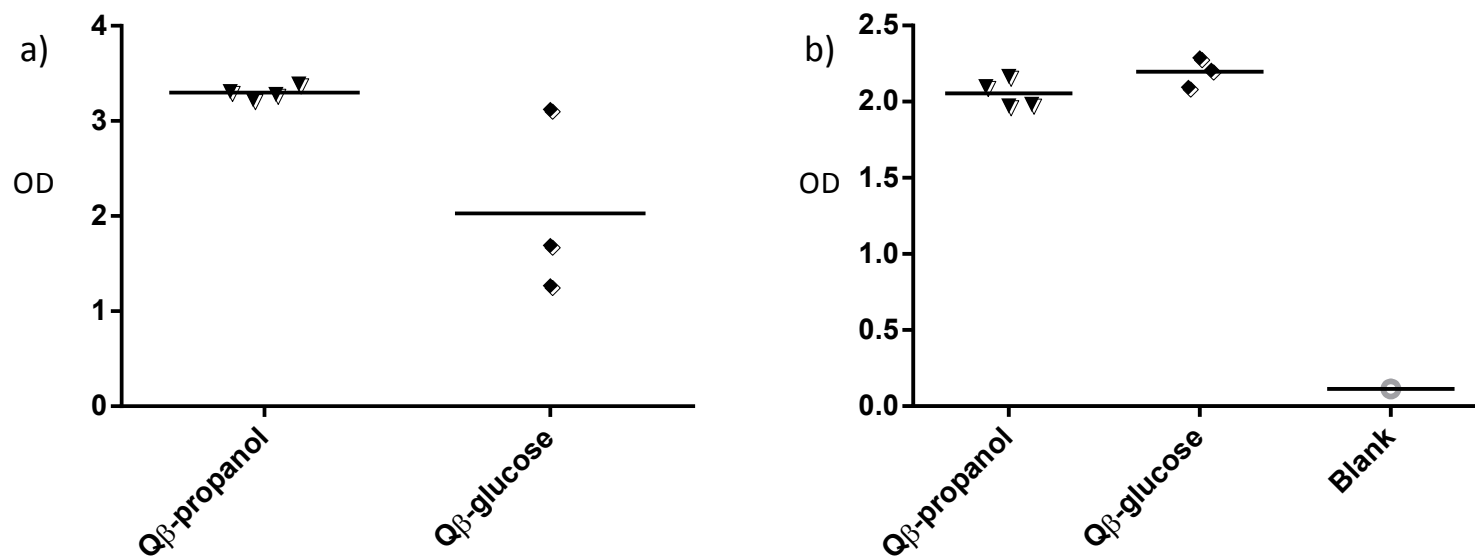 a)
OD
4
3
2
1
0
Qβ-propanol
Qβ-glucose
b)
OD
2.5
2.0
1.5
1.0
0.5
0.0
Qβ-propanol
Qβ-glucose
Blank